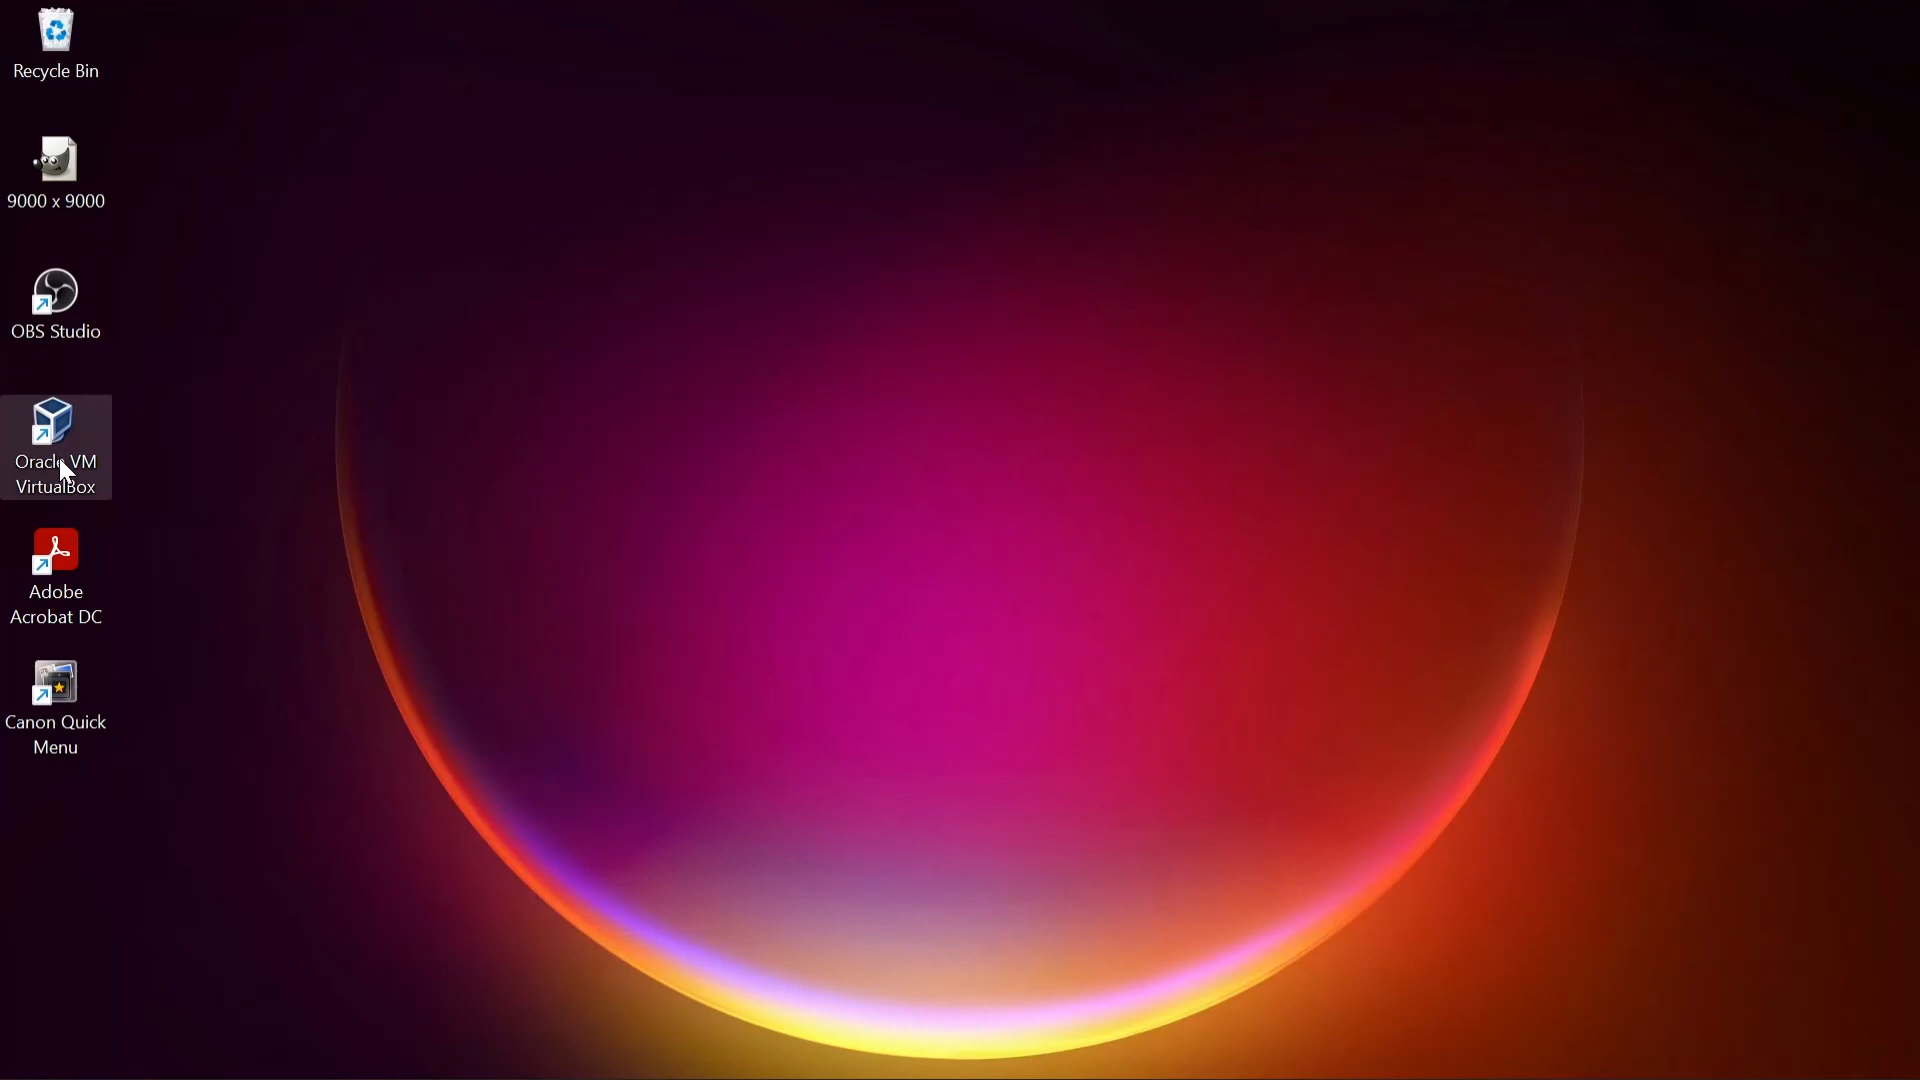 Recycle Bin
9000 x 9000
OBS Studio
Oracle VM
VirtualBox
Adobe
Acrobat DC
Canon Quick
Menu